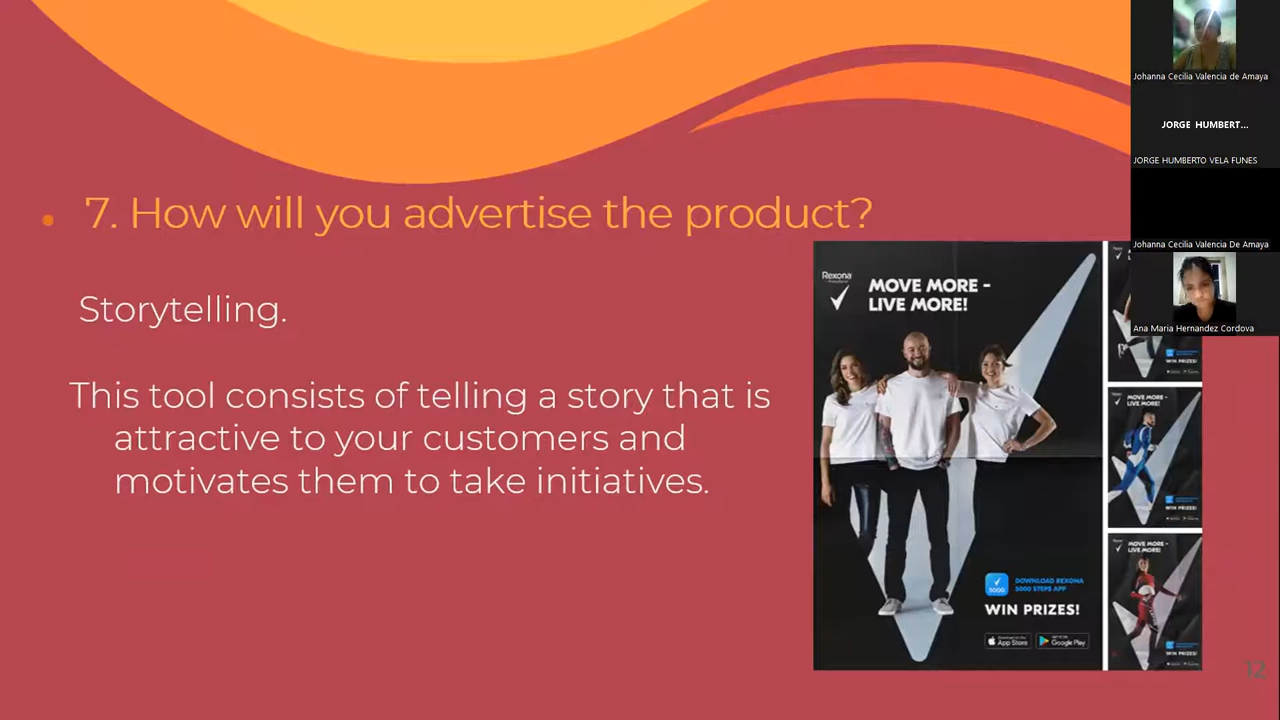 • 7. How will you advertise the product?
Storytelling.
This tool consists of telling a story that is
attractive to your customers and
motivates them to take initiatives.
Rexona
MOVE MORE -
LIVE MORE!
5000
DOWNLOAD REXONA
5000 STEPS APP
WIN PRIZES!
App Store
Google Play
WIN PRIZES!
MOVE MORE -
LIVE MORE!
WIN PRIZES!
MOVE MORE -
LIVE MORE!
WIN PRIZES!
Johanna Cecilia Valencia de Amaya
JORGE HUMBERT...
JORGE HUMBERTO VELA FUNES
Johanna Cecilia Valencia De Amaya
Ana Maria Hernandez Cordova
12